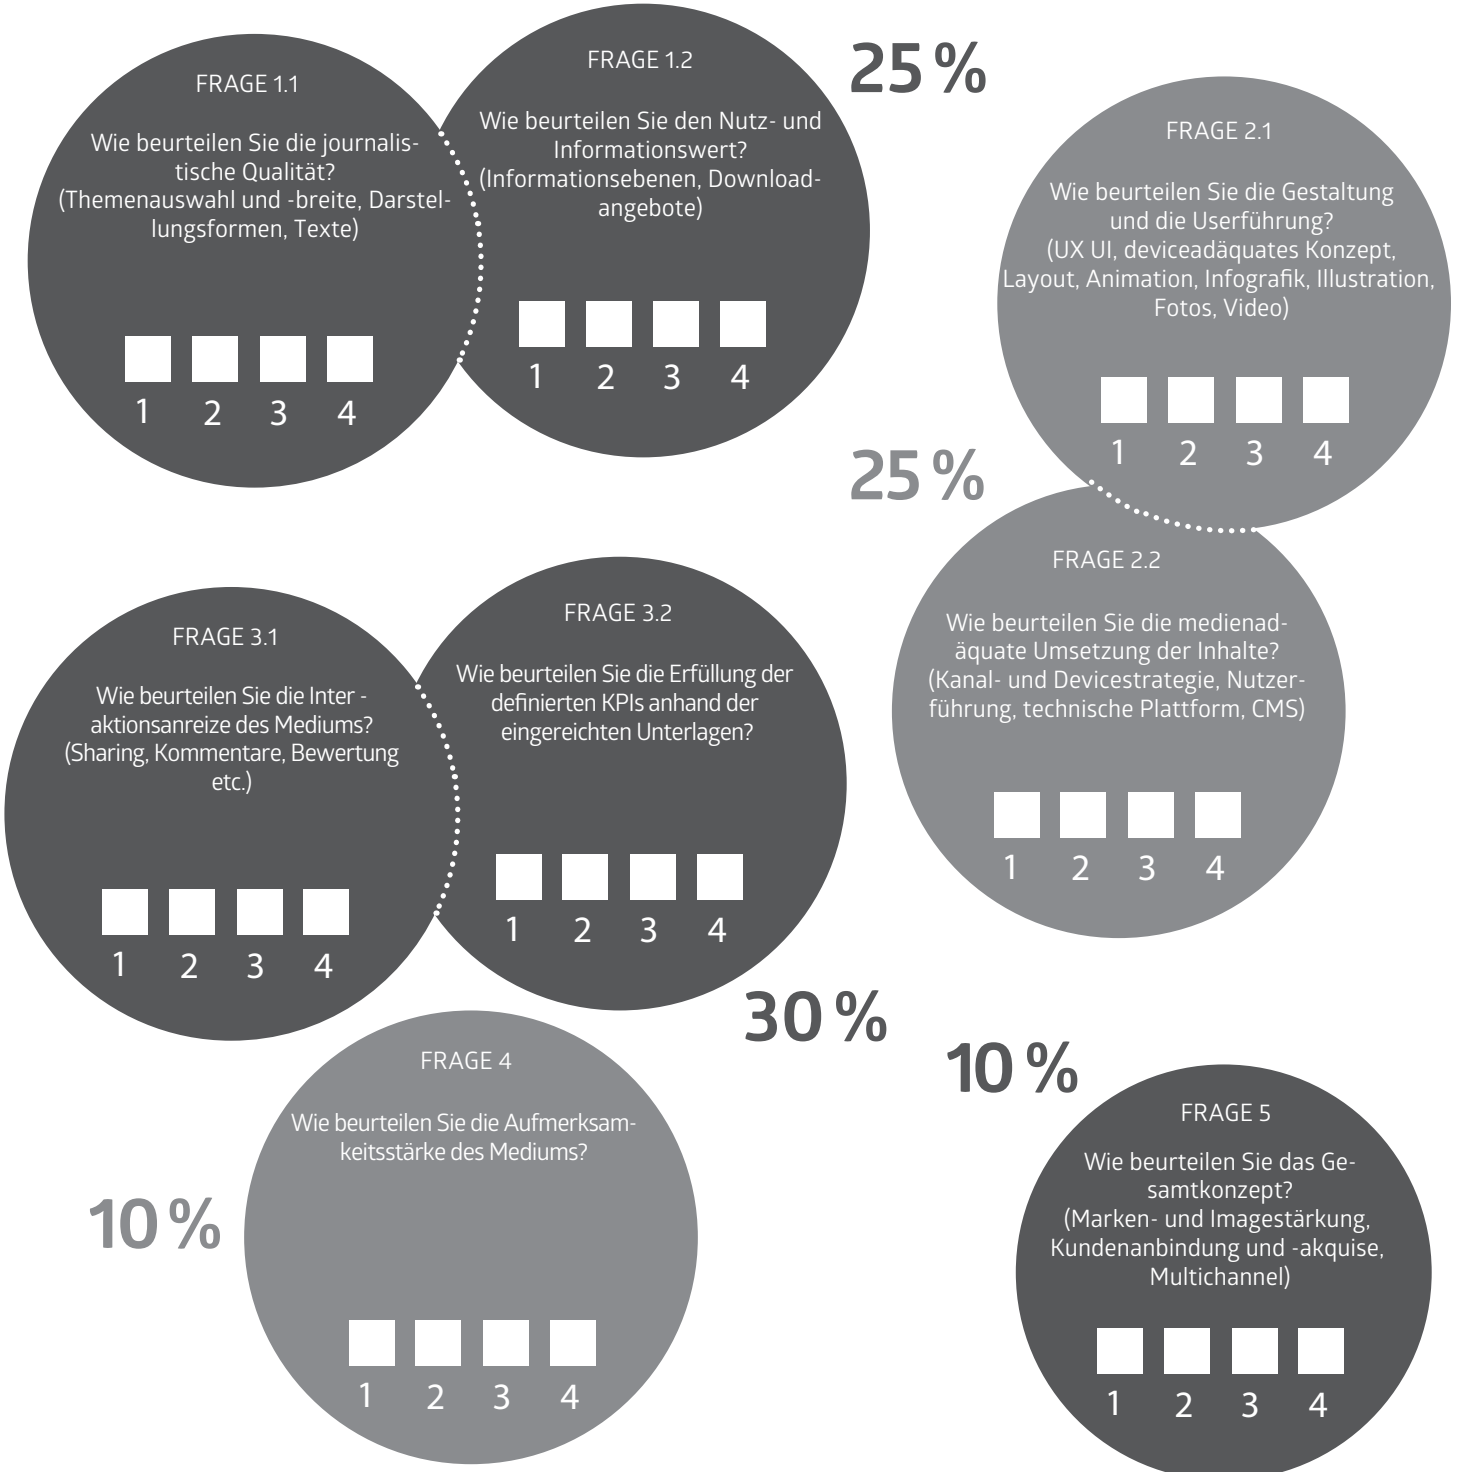 FRAGE 1.1
Wie beurteilen Sie die journalis-
tische Qualität?
(Themenauswahl und -breite, Darstel-
lungsformen, Texte)
1 2 3 4
FRAGE 1.2
Wie beurteilen Sie den Nutz- und
Informationswert?
(Informationsebenen, Download-
angebote)
1 2 3 4
25 %
FRAGE 2.1
Wie beurteilen Sie die Gestaltung
und die Userführung?
(UX UI, deviceadäquates Konzept,
Layout, Animation, Infografik, Illustration,
Fotos, Video)
1 2 3 4
25 %
FRAGE 2.2
Wie beurteilen Sie die medienad-
äquate Umsetzung der Inhalte?
(Kanal- und Devicestrategie, Nutzer-
führung, technische Plattform, CMS)
1 2 3 4
FRAGE 3.1
Wie beurteilen Sie die Inter -
aktionsanreize des Mediums?
(Sharing, Kommentare, Bewertung
etc.)
1 2 3 4
FRAGE 3.2
Wie beurteilen Sie die Erfüllung der
definierten KPIs anhand der
eingereichten Unterlagen?
1 2 3 4
30 %
FRAGE 4
Wie beurteilen Sie die Aufmerksam-
keitsstärke des Mediums?
1 2 3 4
10 %
10 %
FRAGE 5
Wie beurteilen Sie das Ge-
samtkonzept?
(Marken- und Imagestärkung,
Kundenanbindung und -akquise,
Multichannel)
1 2 3 4